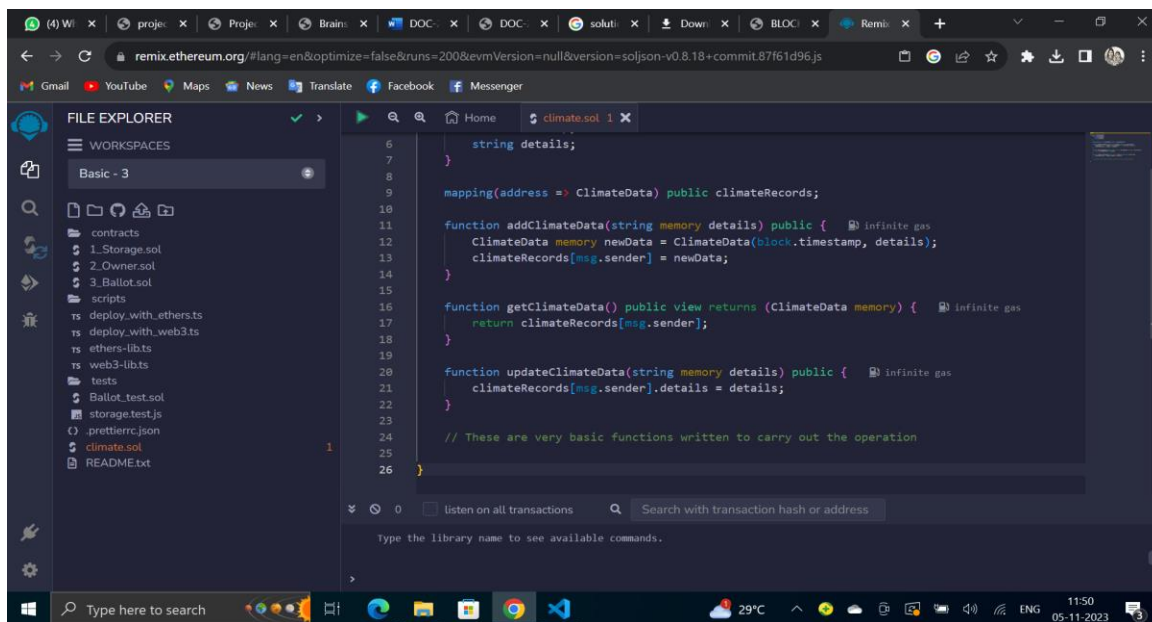 (4) Wh
projec
Projec
Brain:
DOC-
DOC-
soluti
Down
BLOC
Remix
remix.ethereum.org/#lang=en&optimize=false&runs=200&evmVersion=null&version=soljson-v0.8.18+commit.87f61d96.js
Gmail YouTube Maps News Translate Facebook Messenger
FILE EXPLORER
WORKSPACES
Basic - 3
contracts
1_Storage.sol
2_Owner.sol
3_Ballot.sol
scripts
TS deploy_with_ethers.ts
TS deploy_with_web3.ts
TS ethers-lib.ts
TS web3-lib.ts
tests
Ballot_test.sol
storage.test.js
{} .prettierrc.json
climate.sol 1
README.txt
Home climate.sol 1
6 string details;
7 }
8
9 mapping(address => ClimateData) public climateRecords;
10
11 function addClimateData(string memory details) public { infinite gas
12 ClimateData memory newData = ClimateData(block.timestamp, details);
13 climateRecords[msg.sender] = newData;
14 }
15
16 function getClimateData() public view returns (ClimateData memory) { infinite gas
17 return climateRecords[msg.sender];
18 }
19
20 function updateClimateData(string memory details) public { infinite gas
21 climateRecords[msg.sender].details = details;
22 }
23
24 // These are very basic functions written to carry out the operation
25
26 }
0 listen on all transactions Search with transaction hash or address
Type the library name to see available commands.
>
Type here to search 29°C ENG 11:50
05-11-2023 3